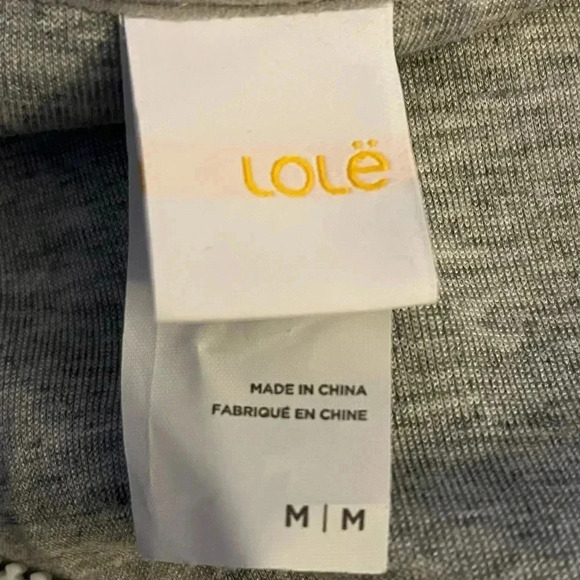 LOLË
MADE IN CHINA
FABRIQUÉ EN CHINE
M | M